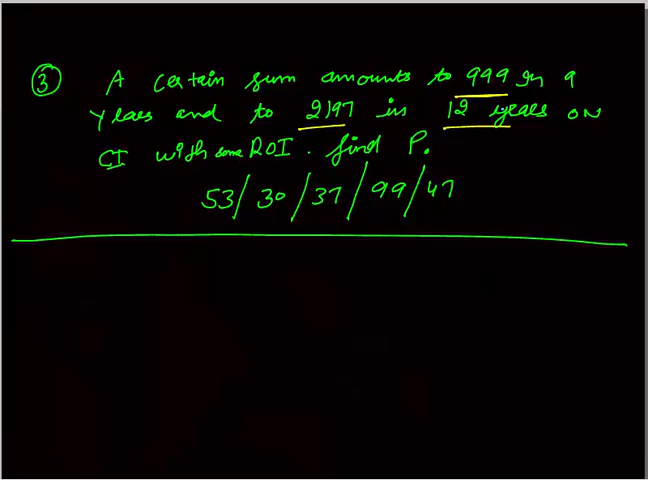 ③ A certain sum amounts to 999 in 9
years and to 2197 in 12 years on
CI with same ROI. find P.
53/ 30/ 37/ 99/ 47